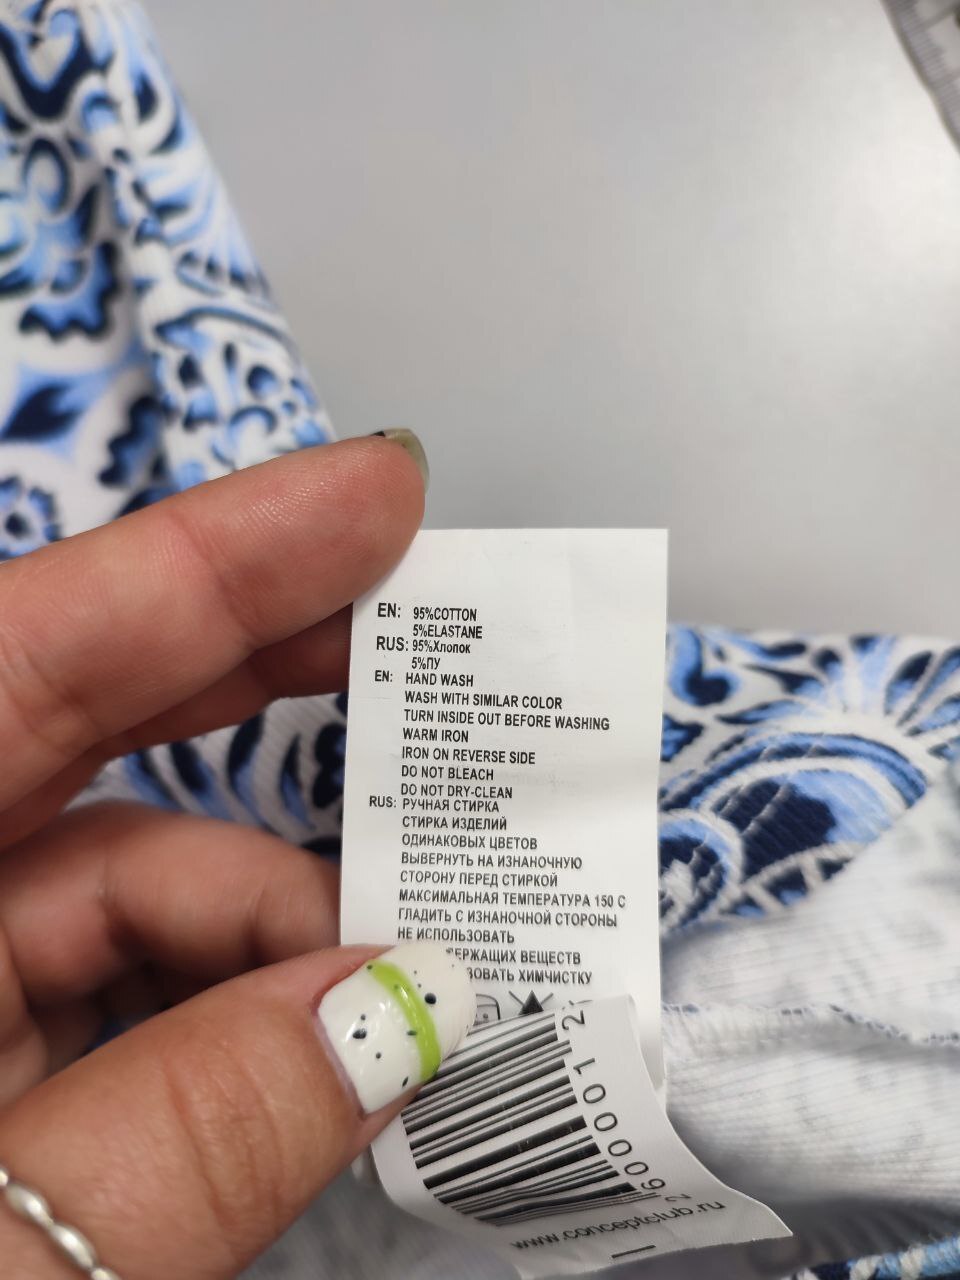 EN: 95%COTTON
5%ELASTANE
RUS: 95%Хлопок
5%ПУ
EN: HAND WASH
WASH WITH SIMILAR COLOR
TURN INSIDE OUT BEFORE WASHING
WARM IRON
IRON ON REVERSE SIDE
DO NOT BLEACH
DO NOT DRY-CLEAN
RUS: РУЧНАЯ СТИРКА
СТИРКА ИЗДЕЛИЙ
ОДИНАКОВЫХ ЦВЕТОВ
ВЫВЕРНУТЬ НА ИЗНАНОЧНУЮ
СТОРОНУ ПЕРЕД СТИРКОЙ
МАКСИМАЛЬНАЯ ТЕМПЕРАТУРА 150 С
ГЛАДИТЬ С ИЗНАНОЧНОЙ СТОРОНЫ
НЕ ИСПОЛЬЗОВАТЬ
ВЕЩЕСТВ
ХИМЧИСТКУ
www.conceptclub.ru